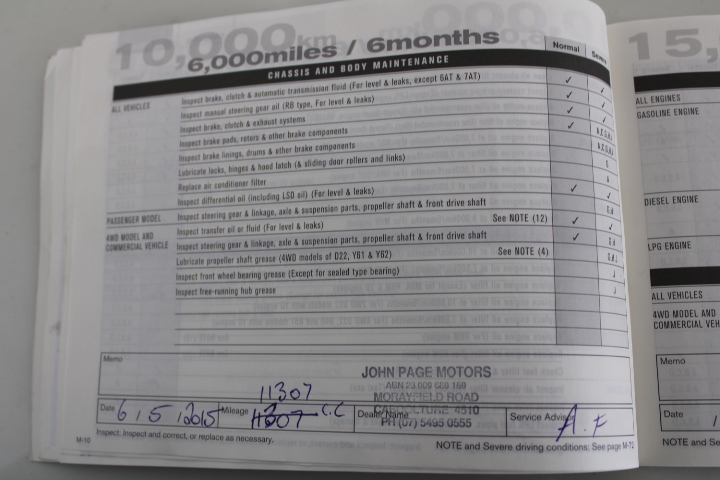 10,000km
6,000miles / 6months
CHASSIS AND BODY MAINTENANCE
Normal
ALL VEHICLES
Inspect brake, clutch & automatic transmission fluid (For level & leaks, except 6AT & 7AT)
Inspect manual steering gear oil (RB type, For level & leaks)
Inspect brake, clutch & exhaust systems
Inspect brake pads, rotors & other brake components
Inspect brake linings, drums & other brake components
Lubricate locks, hinges & hood latch (& sliding door rollers and links)
Replace air conditioner filter
Inspect differential oil (including LSD oil) (For level & leaks)
PASSENGER MODEL
Inspect steering gear & linkage, axle & suspension parts, propeller shaft & front drive shaft
4WD MODEL AND
COMMERCIAL VEHICLE
Inspect transfer oil or fluid (For level & leaks) See NOTE (12)
Inspect steering gear & linkage, axle & suspension parts, propeller shaft & front drive shaft
Lubricate propeller shaft grease (4WD models of D22, Y61 & Y62) See NOTE (4)
Inspect front wheel bearing grease (Except for sealed type bearing)
Inspect free-running hub grease
Memo
JOHN PAGE MOTORS
MORAYFIELD ROAD
CABOOLTURE 4510
PH (07) 5495 0555
11307
Date 6 / 5 / 2015 Mileage C.C Dealer Name Service Advisor A.F
Inspect: Inspect and correct, or replace as necessary.
M-10
NOTE and Severe driving conditions: See page M-72
15,
ALL ENGINES
GASOLINE ENGINE
DIESEL ENGINE
LPG ENGINE
ALL VEHICLES
4WD MODEL AND
COMMERCIAL VEH
Memo
Date /
NOTE and Se